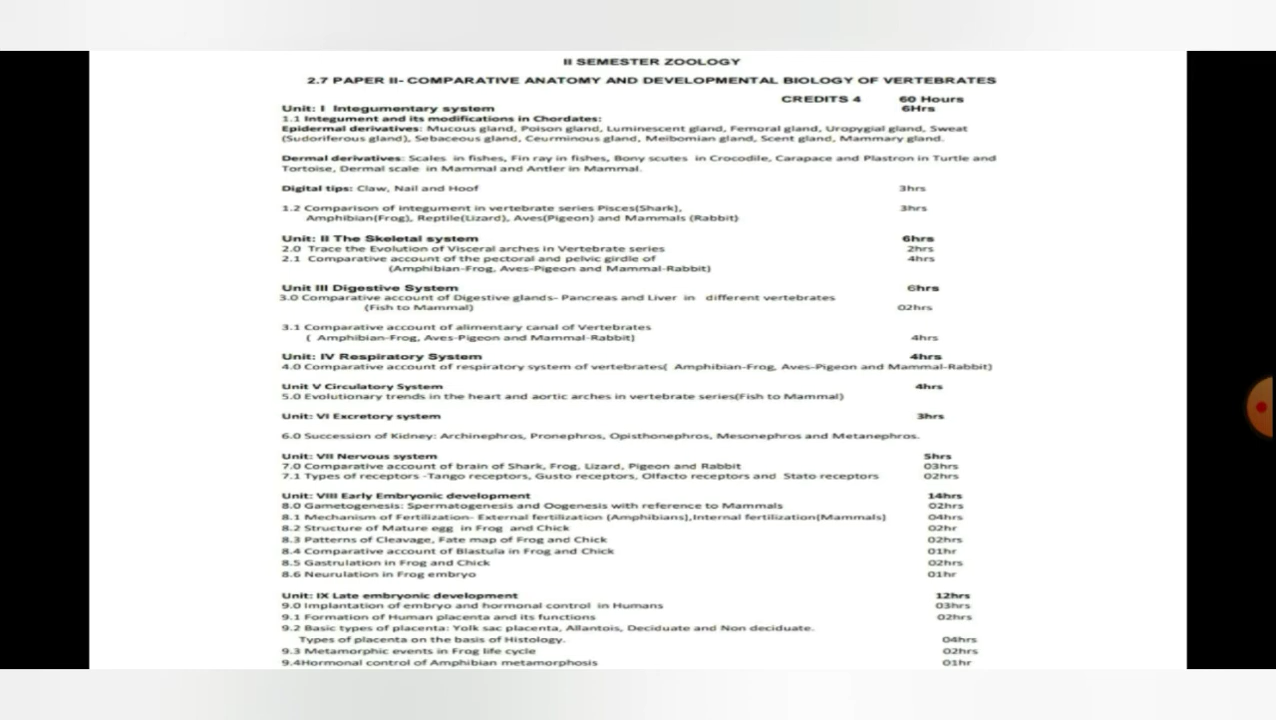 II SEMESTER ZOOLOGY
2.7 PAPER II- COMPARATIVE ANATOMY AND DEVELOPMENTAL BIOLOGY OF VERTEBRATES
CREDITS 4 60 Hours
Unit: I Integumentary system 6Hrs
1.1 Integument and its modifications in Chordates:
Epidermal derivatives: Mucous gland, Poison gland, Luminescent gland, Femoral gland, Uropygial gland, Sweat
(Sudoriferous gland), Sebaceous gland, Ceurminous gland, Meibomian gland, Scent gland, Mammary gland.
Dermal derivatives: Scales in fishes, Fin ray in fishes, Bony scutes in Crocodile, Carapace and Plastron in Turtle and
Tortoise, Dermal scale in Mammal and Antler in Mammal.
Digital tips: Claw, Nail and Hoof 3hrs
1.2 Comparison of integument in vertebrate series Pisces(Shark), 3hrs
Amphibian(Frog), Reptile(Lizard), Aves(Pigeon) and Mammals (Rabbit)
Unit: II The Skeletal system 6hrs
2.0 Trace the Evolution of Visceral arches in Vertebrate series 2hrs
2.1 Comparative account of the pectoral and pelvic girdle of 4hrs
(Amphibian-Frog, Aves-Pigeon and Mammal-Rabbit)
Unit III Digestive System 6hrs
3.0 Comparative account of Digestive glands- Pancreas and Liver in different vertebrates
(Fish to Mammal) 02hrs
3.1 Comparative account of alimentary canal of Vertebrates
( Amphibian-Frog, Aves-Pigeon and Mammal-Rabbit) 4hrs
Unit: IV Respiratory System 4hrs
4.0 Comparative account of respiratory system of vertebrates( Amphibian-Frog, Aves-Pigeon and Mammal-Rabbit)
Unit V Circulatory System 4hrs
5.0 Evolutionary trends in the heart and aortic arches in vertebrate series(Fish to Mammal)
Unit: VI Excretory system 3hrs
6.0 Succession of Kidney: Archinephros, Pronephros, Opisthonephros, Mesonephros and Metanephros.
Unit: VII Nervous system 5hrs
7.0 Comparative account of brain of Shark, Frog, Lizard, Pigeon and Rabbit 03hrs
7.1 Types of receptors -Tango receptors, Gusto receptors, Olfacto receptors and Stato receptors 02hrs
Unit: VIII Early Embryonic development 14hrs
8.0 Gametogenesis: Spermatogenesis and Oogenesis with reference to Mammals 02hrs
8.1 Mechanism of Fertilization- External fertilization (Amphibians),Internal fertilization(Mammals) 04hrs
8.2 Structure of Mature egg in Frog and Chick 02hr
8.3 Patterns of Cleavage, Fate map of Frog and Chick 02hrs
8.4 Comparative account of Blastula in Frog and Chick 01hr
8.5 Gastrulation in Frog and Chick 02hrs
8.6 Neurulation in Frog embryo 01hr
Unit: IX Late embryonic development 12hrs
9.0 Implantation of embryo and hormonal control in Humans 03hrs
9.1 Formation of Human placenta and its functions 02hrs
9.2 Basic types of placenta: Yolk sac placenta, Allantois, Deciduate and Non deciduate.
Types of placenta on the basis of Histology. 04hrs
9.3 Metamorphic events in Frog life cycle 02hrs
9.4Hormonal control of Amphibian metamorphosis 01hr